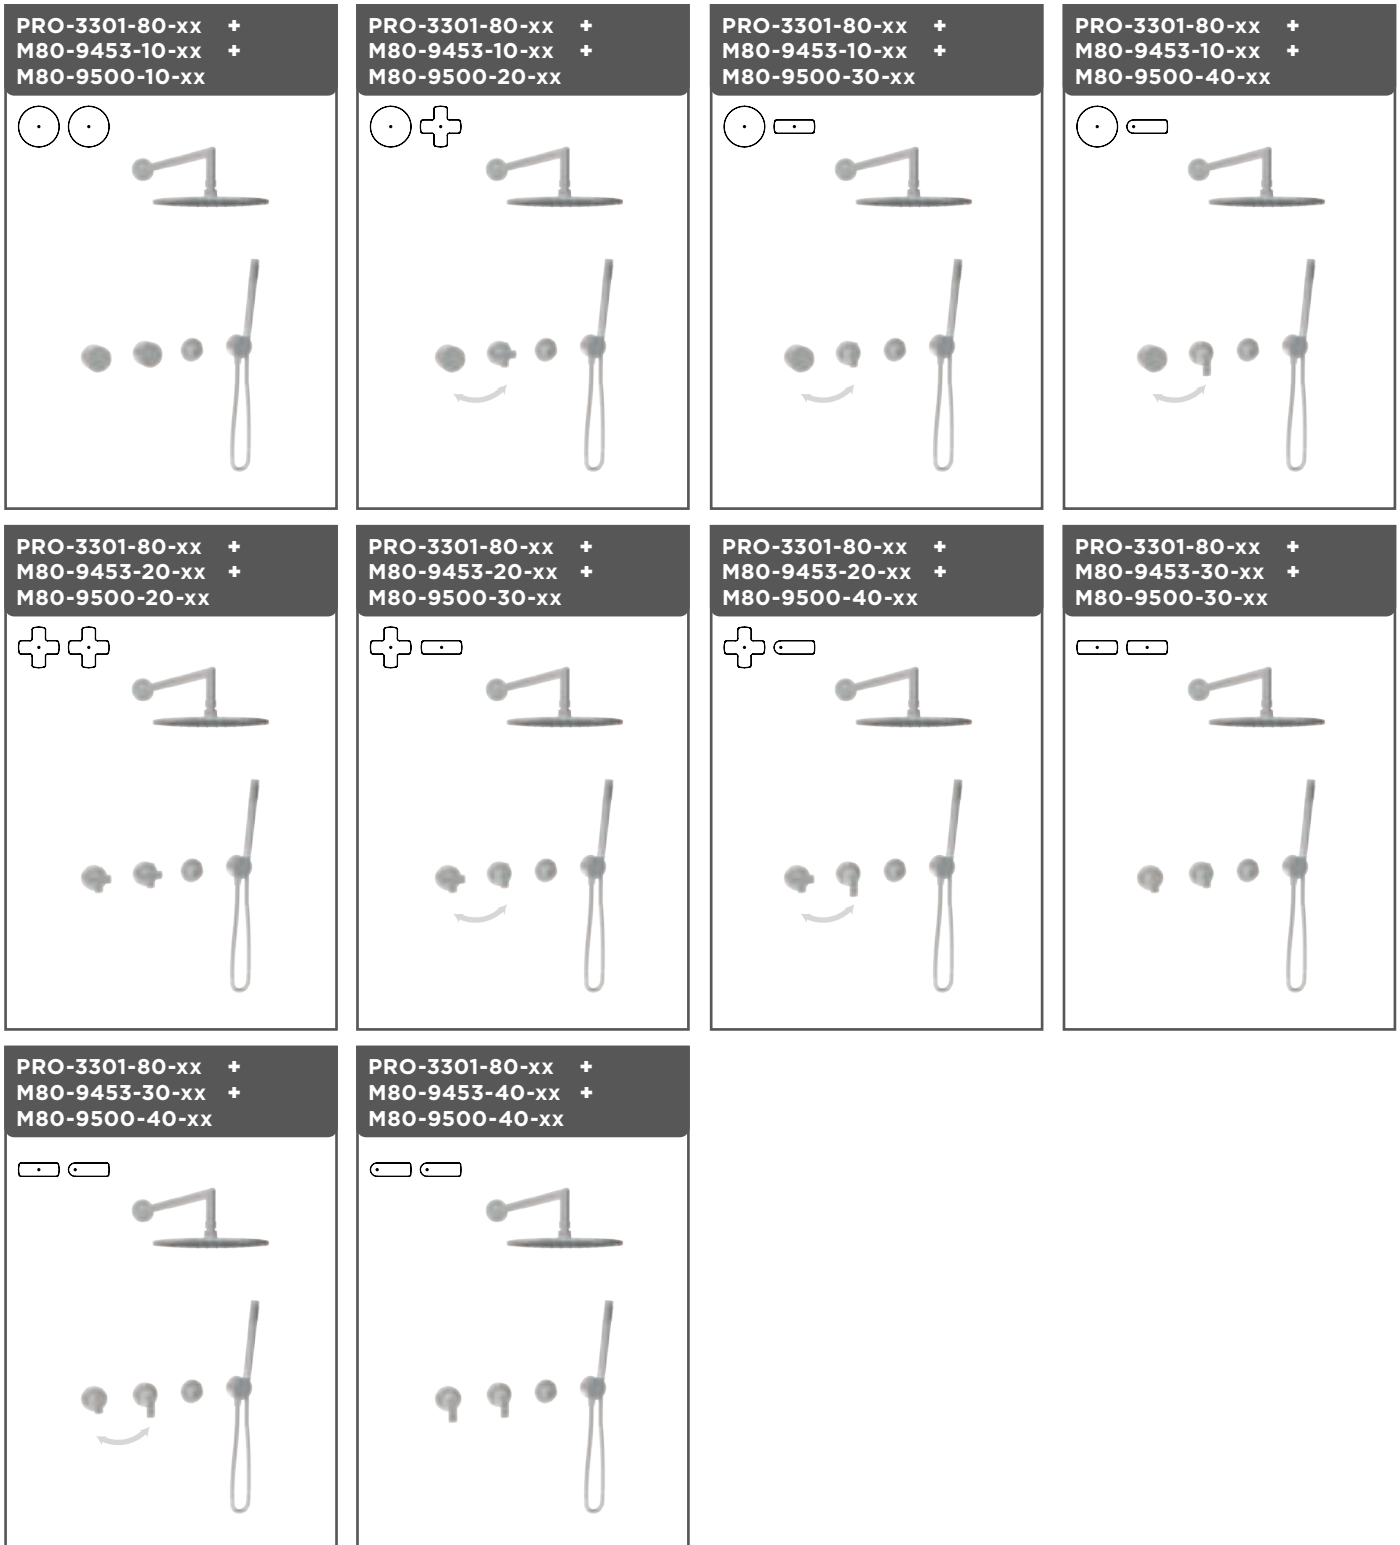 PRO-3301-80-xx +
M80-9453-10-xx +
M80-9500-10-xx
PRO-3301-80-xx +
M80-9453-10-xx +
M80-9500-20-xx
PRO-3301-80-xx +
M80-9453-10-xx +
M80-9500-30-xx
PRO-3301-80-xx +
M80-9453-10-xx +
M80-9500-40-xx
PRO-3301-80-xx +
M80-9453-20-xx +
M80-9500-20-xx
PRO-3301-80-xx +
M80-9453-20-xx +
M80-9500-30-xx
PRO-3301-80-xx +
M80-9453-20-xx +
M80-9500-40-xx
PRO-3301-80-xx +
M80-9453-30-xx +
M80-9500-30-xx
PRO-3301-80-xx +
M80-9453-30-xx +
M80-9500-40-xx
PRO-3301-80-xx +
M80-9453-40-xx +
M80-9500-40-xx